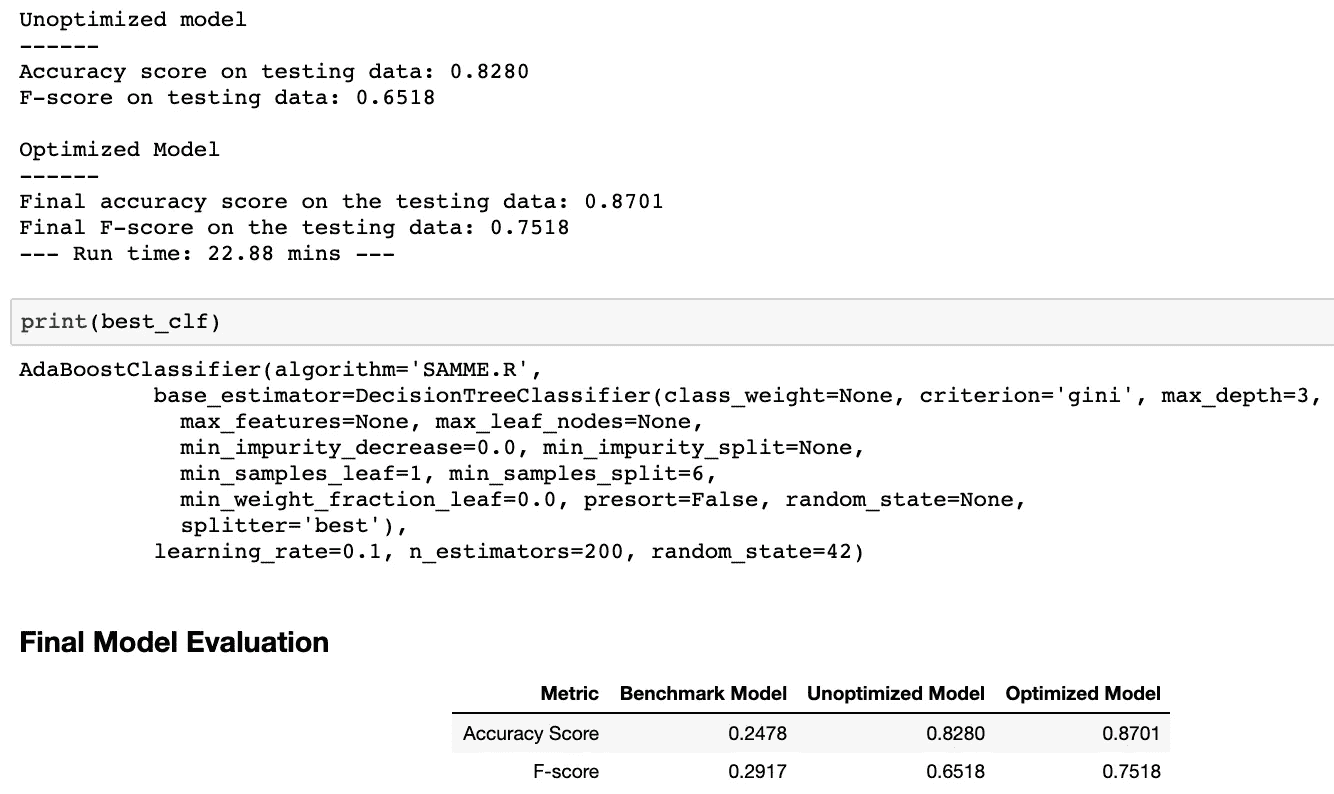 Unoptimized model
------
Accuracy score on testing data: 0.8280
F-score on testing data: 0.6518
Optimized Model
------
Final accuracy score on the testing data: 0.8701
Final F-score on the testing data: 0.7518
--- Run time: 22.88 mins ---
print(best_clf)
AdaBoostClassifier(algorithm='SAMME.R',
base_estimator=DecisionTreeClassifier(class_weight=None, criterion='gini', max_depth=3,
max_features=None, max_leaf_nodes=None,
min_impurity_decrease=0.0, min_impurity_split=None,
min_samples_leaf=1, min_samples_split=6,
min_weight_fraction_leaf=0.0, presort=False, random_state=None,
splitter='best'),
learning_rate=0.1, n_estimators=200, random_state=42)
Final Model Evaluation
Metric Benchmark Model Unoptimized Model Optimized Model
Accuracy Score 0.2478 0.8280 0.8701
F-score 0.2917 0.6518 0.7518